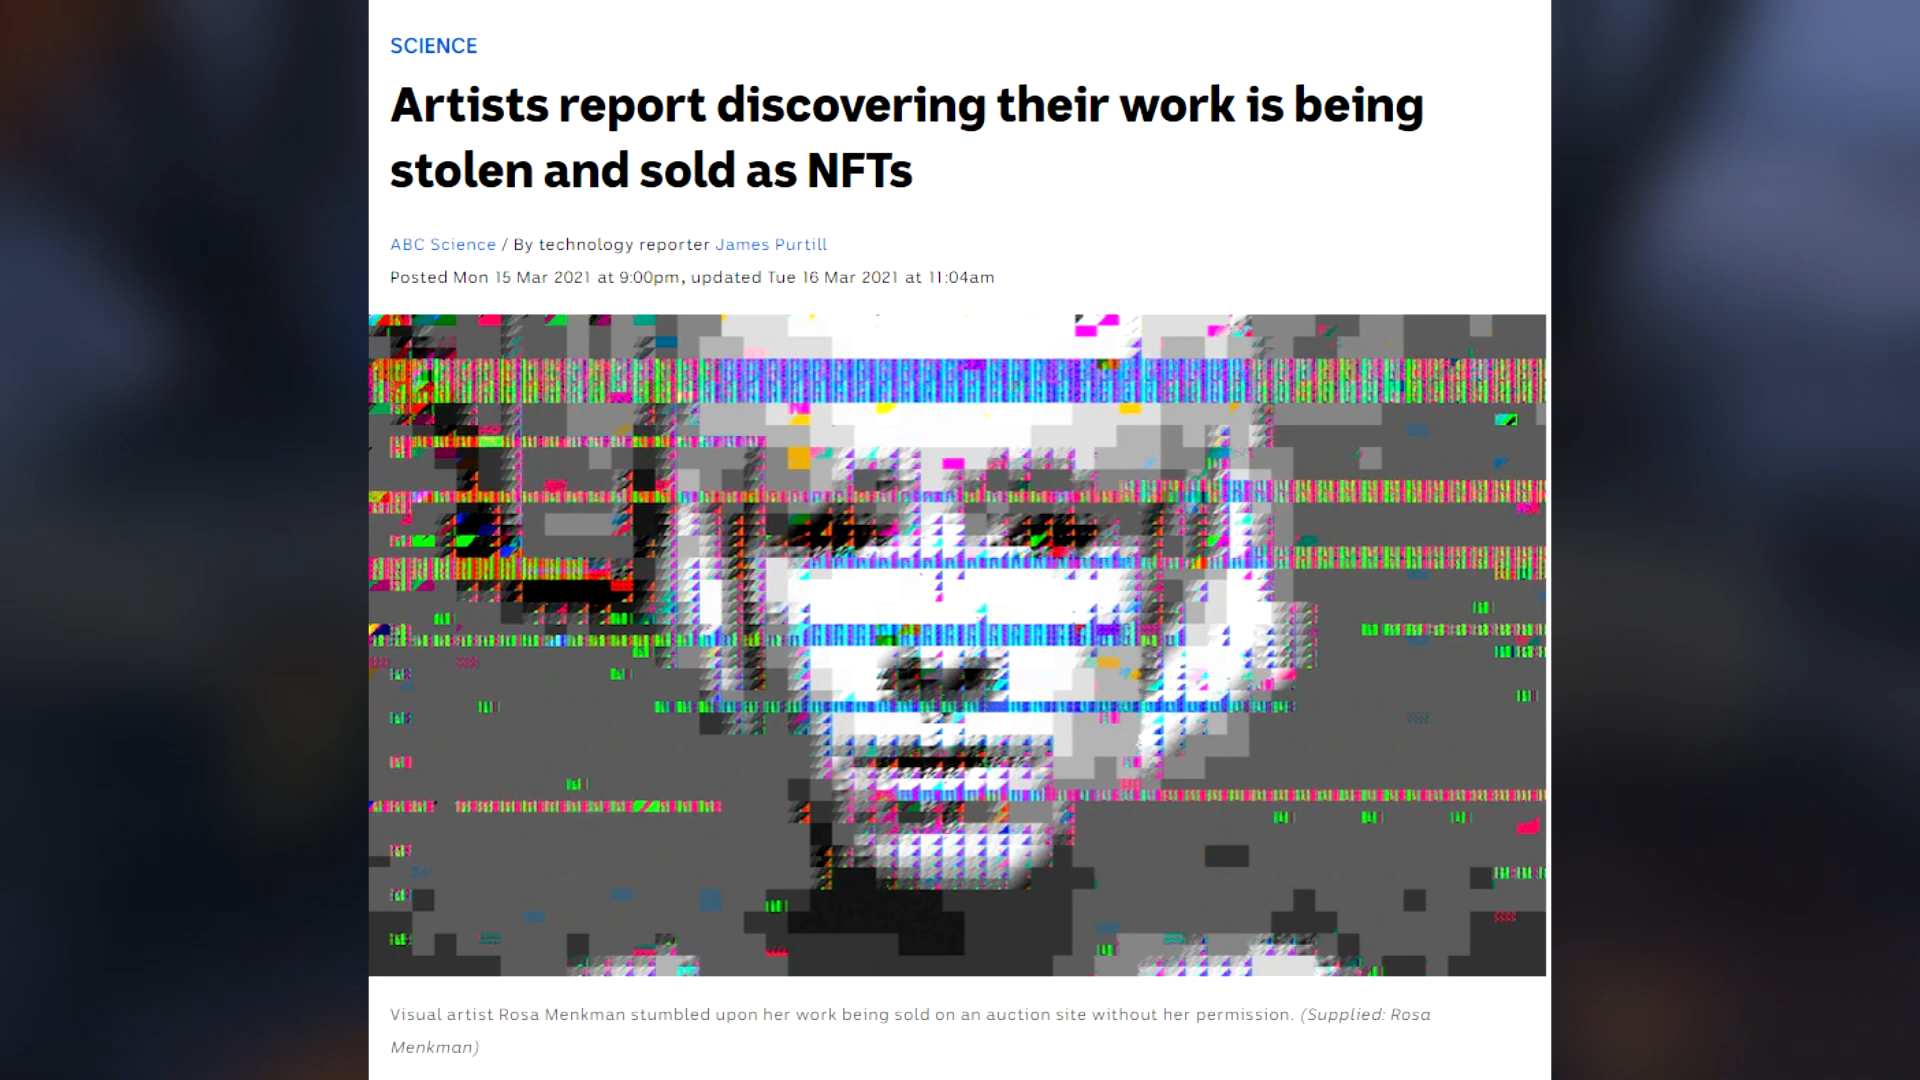 SCIENCE
Artists report discovering their work is being
stolen and sold as NFTs
ABC Science / By technology reporter James Purtill
Posted Mon 15 Mar 2021 at 9:00pm, updated Tue 16 Mar 2021 at 11:04am
Visual artist Rosa Menkman stumbled upon her work being sold on an auction site without her permission. (Supplied: Rosa
Menkman)